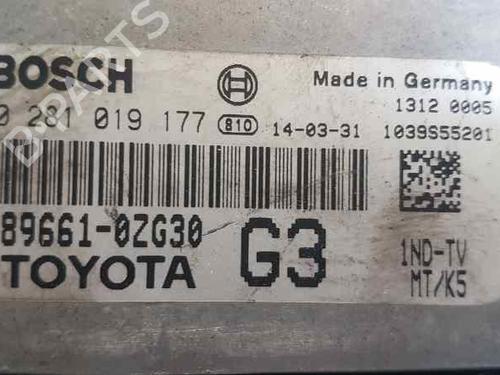 BOSCH
Made in Germany
0 281 019 177 810 14-03-31
1312 0005
1039S55201
89661-0ZG30
TOYOTA
G3
1ND-TV
MT/K5
B-PARTS